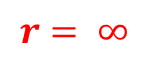 r = ∞